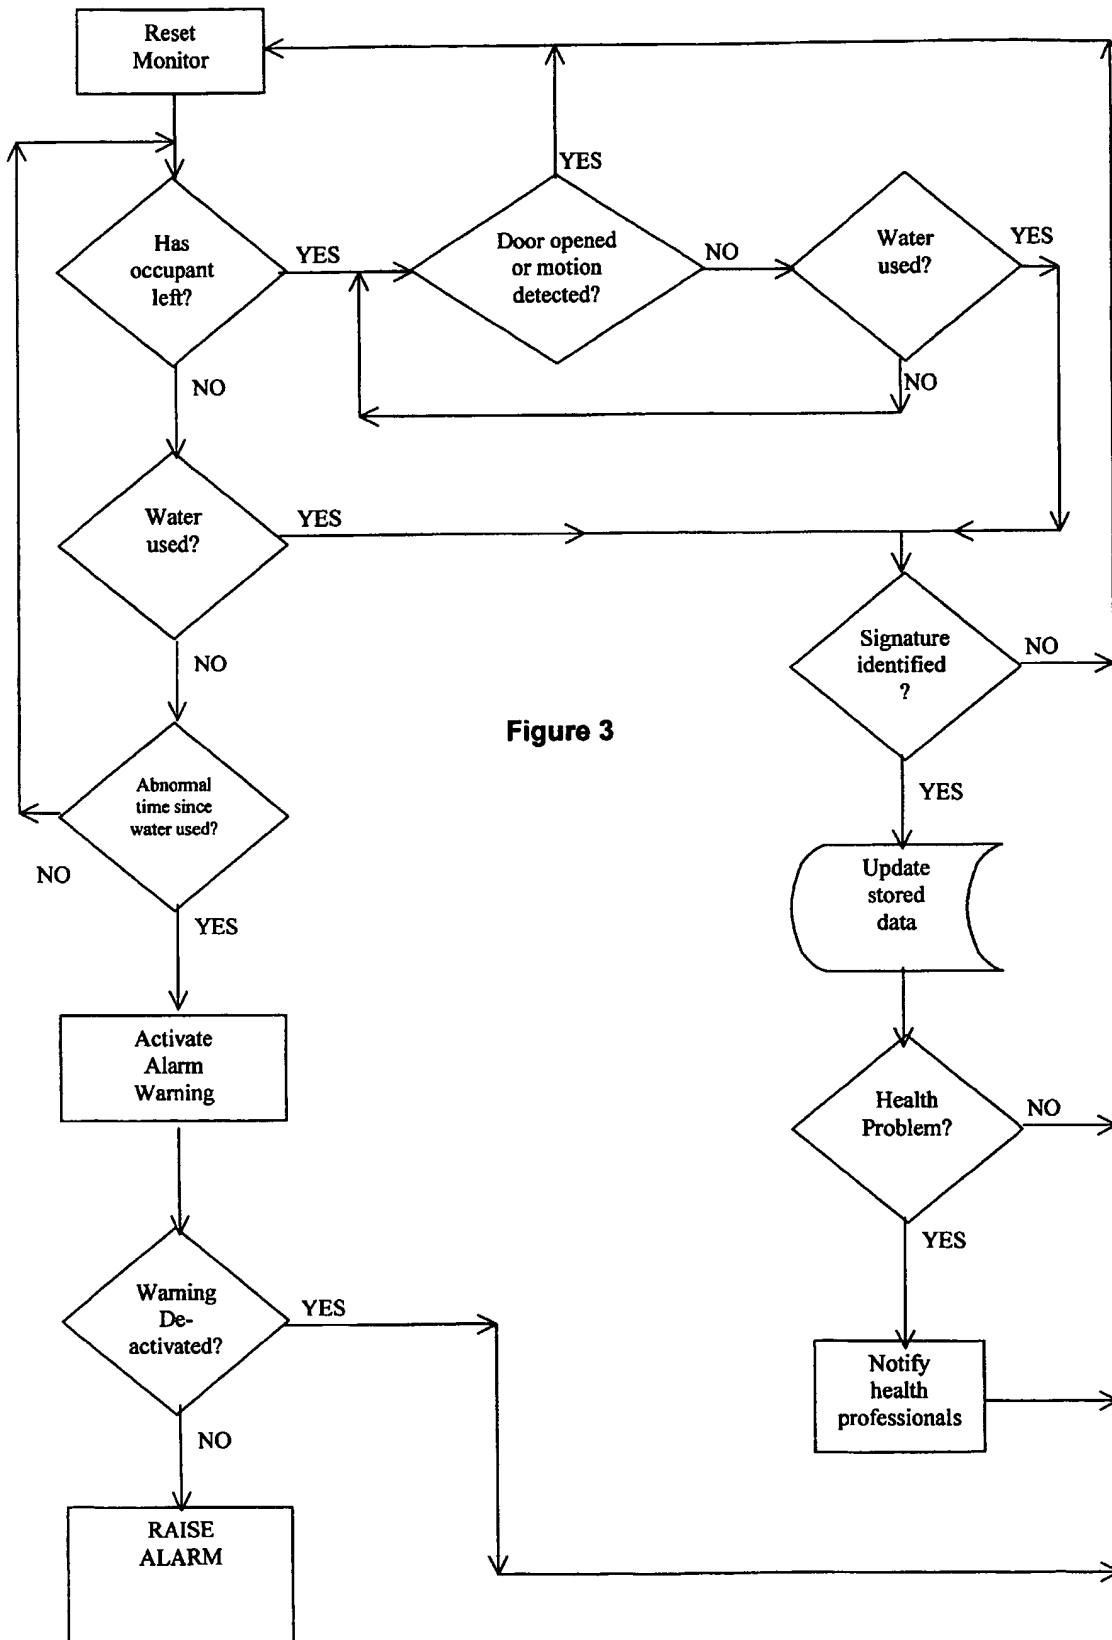 Reset
Monitor
YES
Has
occupant
left?
YES
Door opened
or motion
detected?
NO
Water
used?
YES
NO
NO
Water
used?
YES
NO
Signature
identified
?
NO
Figure 3
YES
Abnormal
time since
water used?
NO
YES
Update
stored
data
Activate
Alarm
Warning
Health
Problem?
NO
YES
Warning
De-
activated?
YES
NO
Notify
health
professionals
RAISE
ALARM